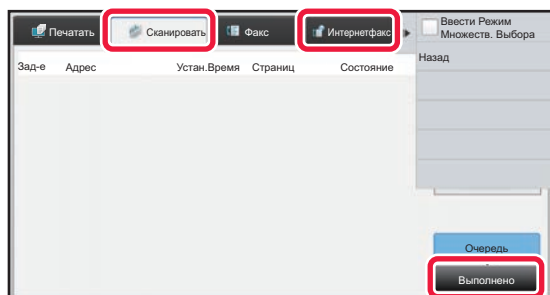 Печатать Сканировать Факс Интернетфакс
Ввести Режим
Множеств. Выбора
Зад-е Адрес Устан.Время Страниц Состояние
Назад
Очередь
Выполнено